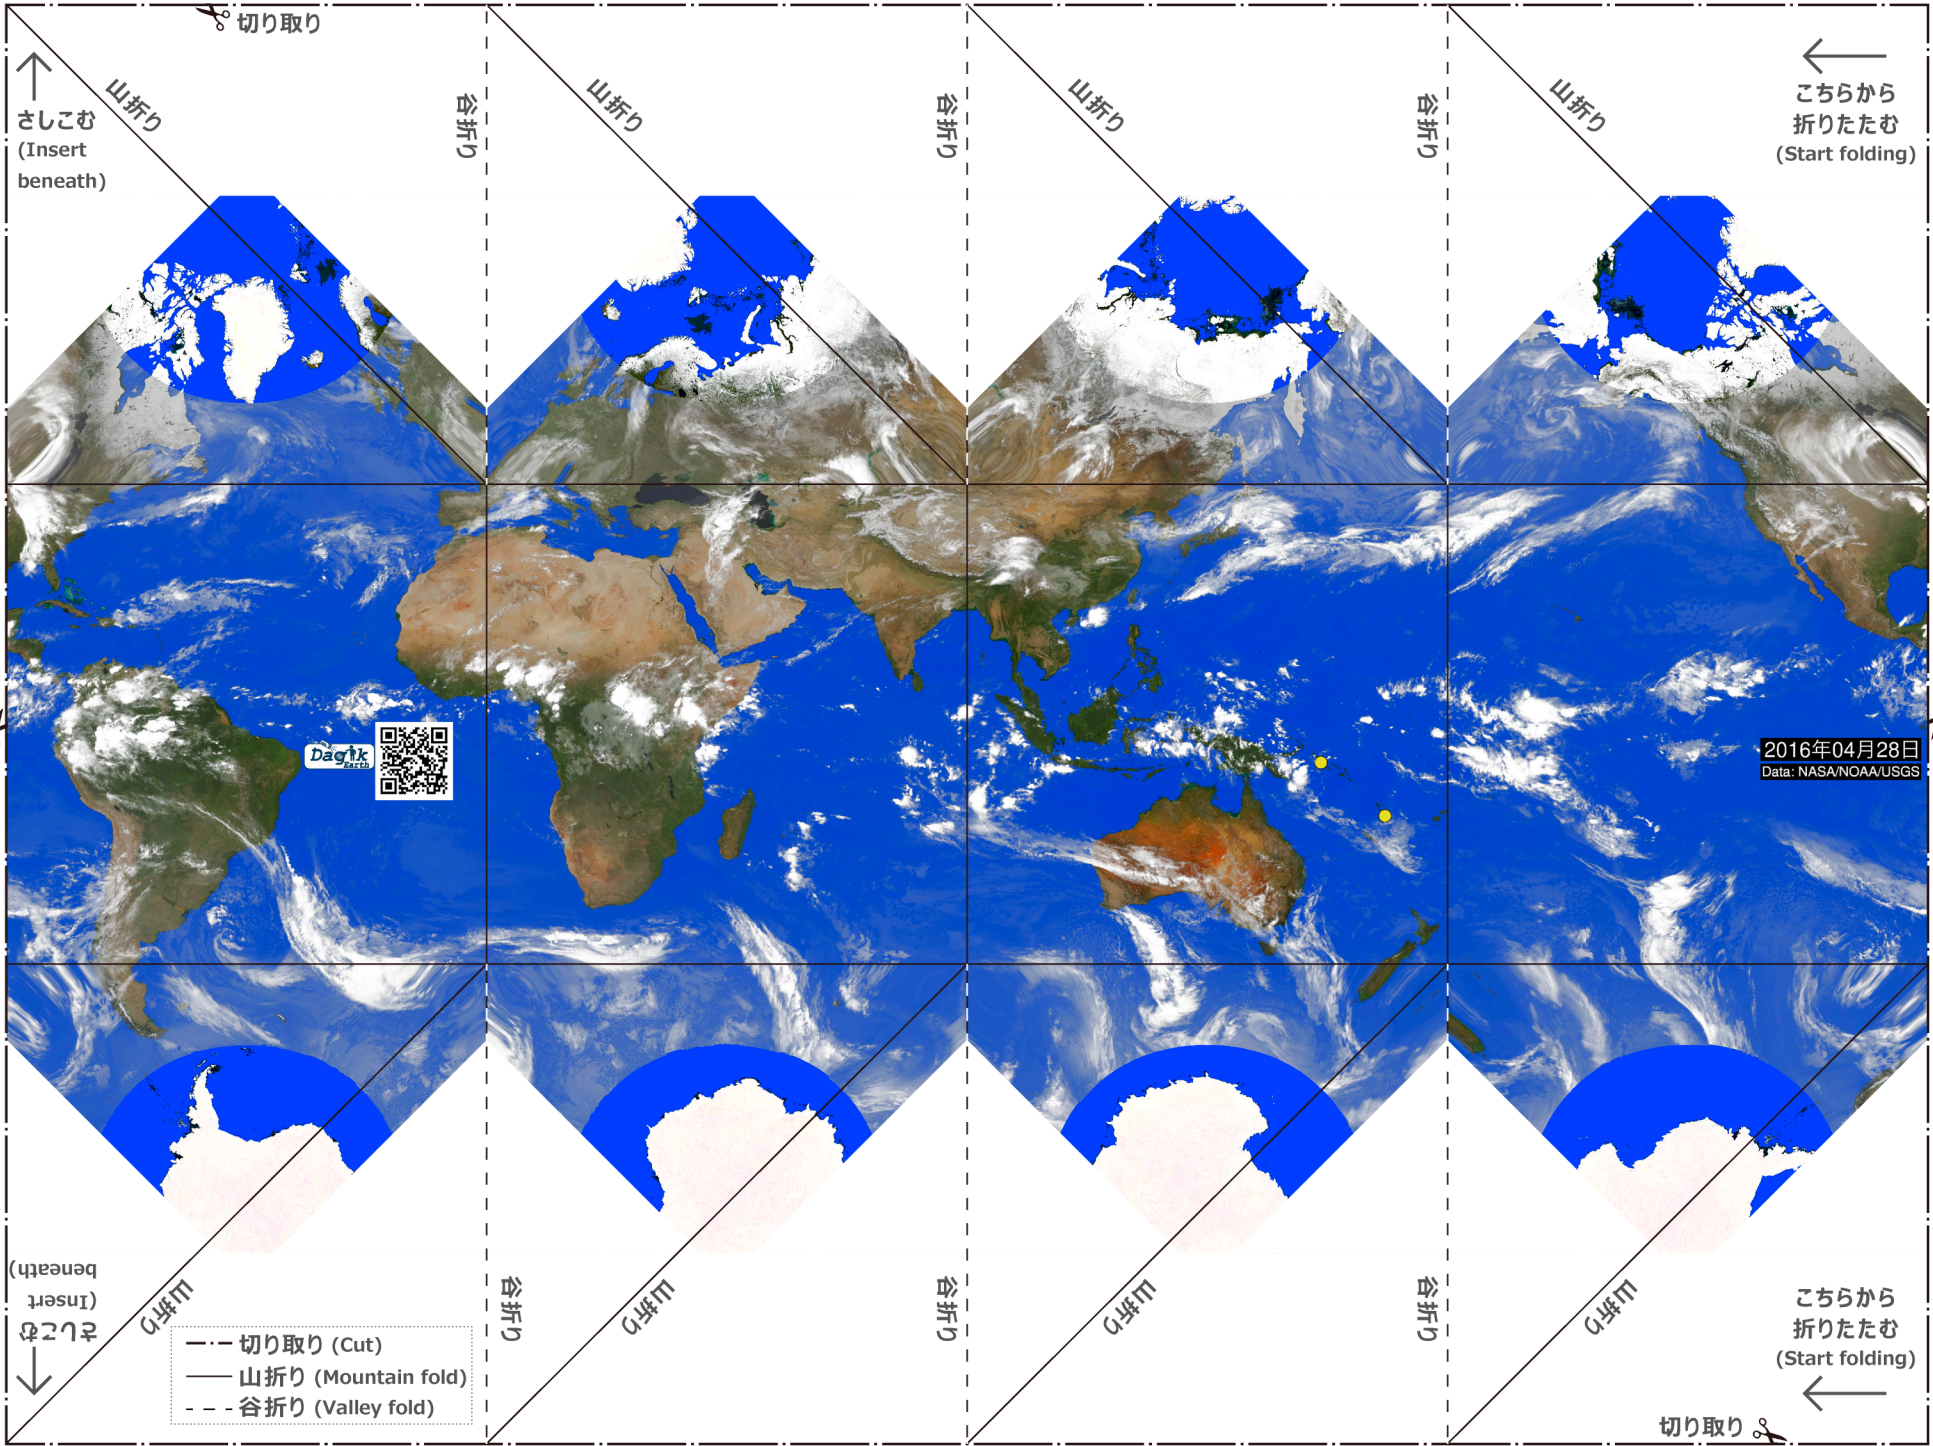 切り取り
山折り
谷折り
山折り
谷折り
山折り
谷折り
山折り
さしこむ
(Insert
beneath)
こちらから
折りたたむ
(Start folding)
Dagik
Earth
2016年04月28日
Data: NASA/NOAA/USGS
さしこむ
(Insert
beneath)
山折り
谷折り
山折り
谷折り
山折り
谷折り
山折り
こちらから
折りたたむ
(Start folding)
切り取り (Cut)
山折り (Mountain fold)
谷折り (Valley fold)
切り取り